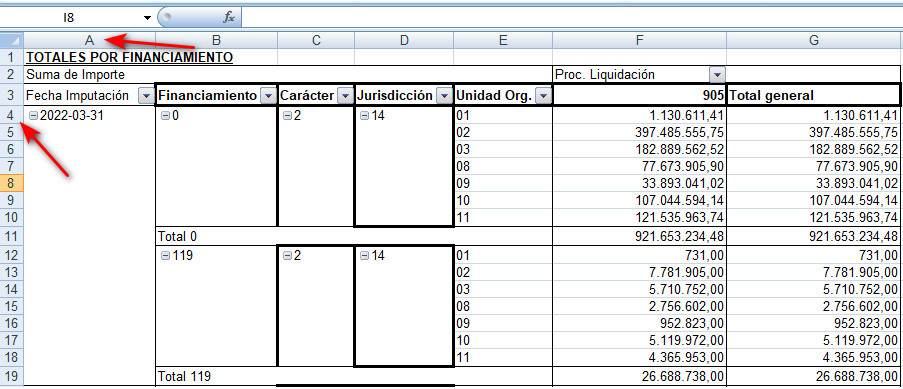 I8 fx
A B C D E F G
1 TOTALES POR FINANCIAMIENTO
2 Suma de Importe Proc. Liquidación
3 Fecha Imputación Financiamiento Carácter Jurisdicción Unidad Org. 905 Total general
4 2022-03-31 0 2 14 01 1.130.611,41 1.130.611,41
5 02 397.485.555,75 397.485.555,75
6 03 182.889.562,52 182.889.562,52
7 08 77.673.905,90 77.673.905,90
8 09 33.893.041,02 33.893.041,02
9 10 107.044.594,14 107.044.594,14
10 11 121.535.963,74 121.535.963,74
11 Total 0 921.653.234,48 921.653.234,48
12 119 2 14 01 731,00 731,00
13 02 7.781.905,00 7.781.905,00
14 03 5.710.752,00 5.710.752,00
15 08 2.756.602,00 2.756.602,00
16 09 952.823,00 952.823,00
17 10 5.119.972,00 5.119.972,00
18 11 4.365.953,00 4.365.953,00
19 Total 119 26.688.738,00 26.688.738,00